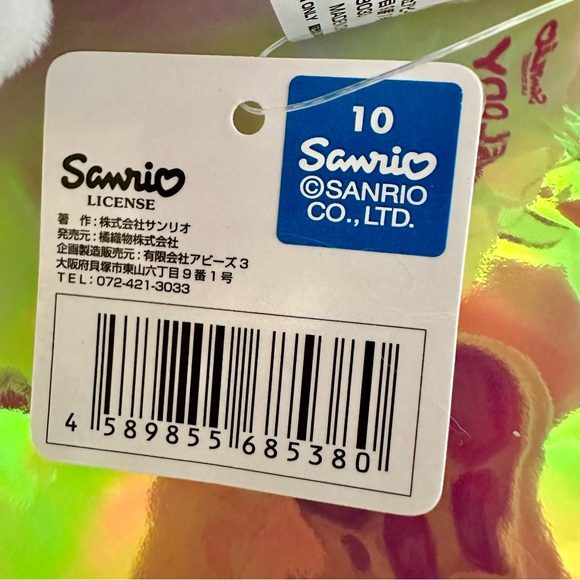 10
Sanrio
©SANRIO
CO., LTD.
Sanrio
LICENSE
著 作：株式会社サンリオ
発売元：橘織物株式会社
企画製造販売元：有限会社アビーズ3
大阪府貝塚市東山六丁目9番1号
TEL：072-421-3033
4 589855 685380